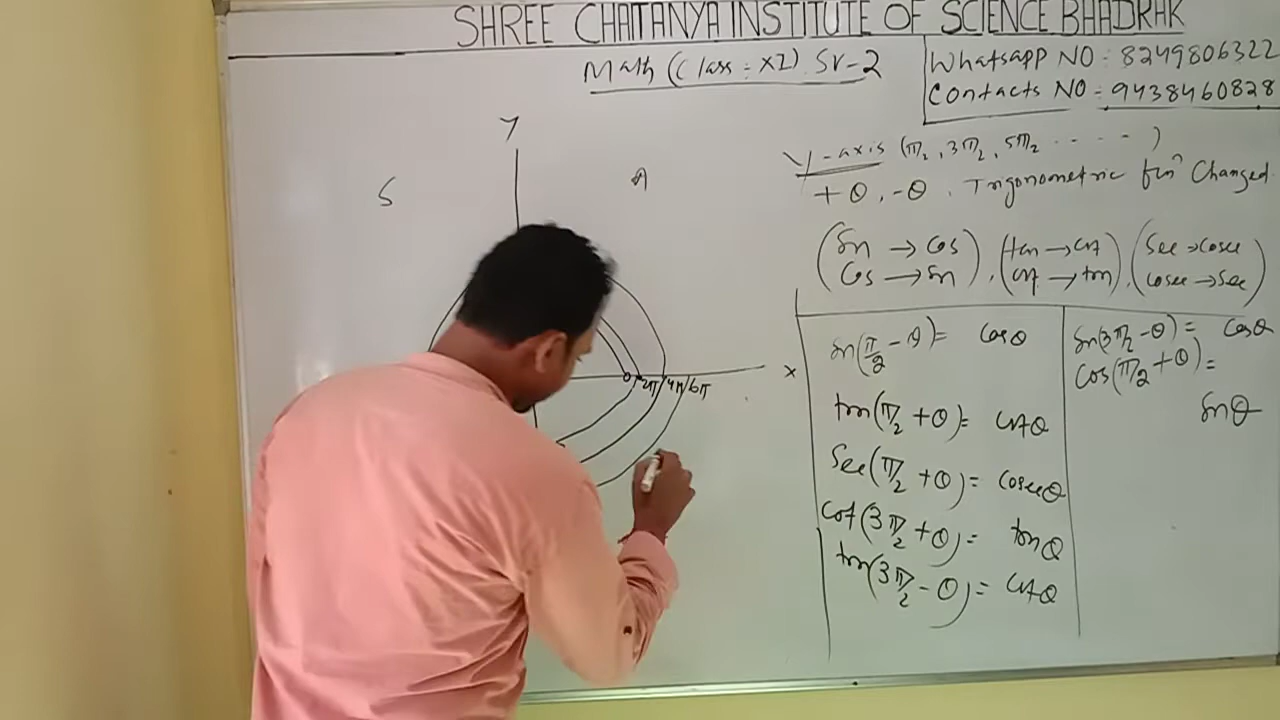 SHREE CHAITANYA INSTITUTE OF SCIENCE BHADRAK
Math (Class : XI) Sr-2
Whatsapp NO : 8249806322
Contacts NO : 9438460828
Y
S
A
X
0 2π 4π 6π
Y-axis (π/2, 3π/2, 5π/2 ---- )
+θ, -θ. Trigonometric funⁿ Changed
(Sin → Cos) , (tan → cot) , (Sec → cosec)
(Cos → Sin) (cot → tan) (cosec → Sec)
Sin(π/2 - θ) = Cosθ
tan(π/2 + θ) = cotθ
Sec(π/2 + θ) = Cosecθ
Cot(3π/2 + θ) = tanθ
tan(3π/2 - θ) = cotθ
Sin(3π/2 - θ) = Cosθ
Cos(π/2 + θ) =
Sinθ